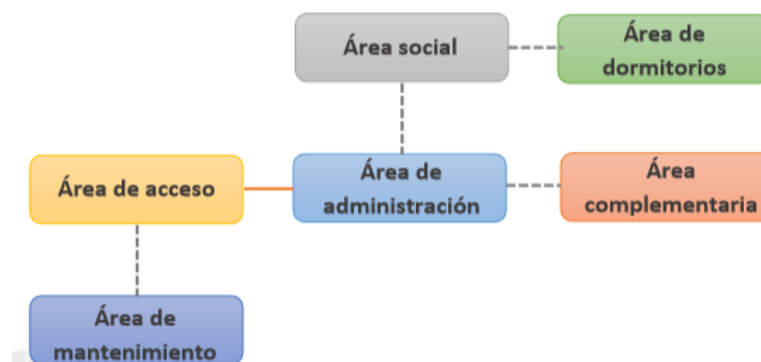 Área social
Área de
dormitorios
Área de acceso
Área de
administración
Área
complementaria
Área de
mantenimiento